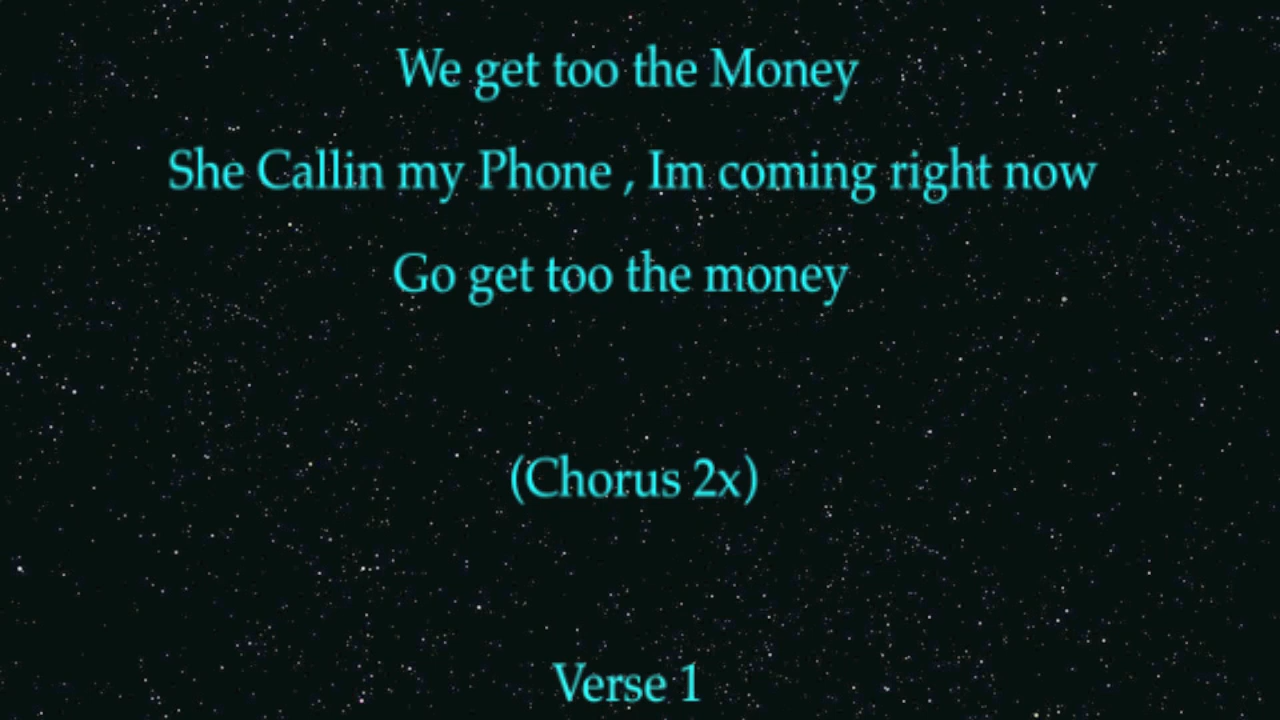 We get too the Money
She Callin my Phone , Im coming right now
Go get too the money
(Chorus 2x)
Verse 1